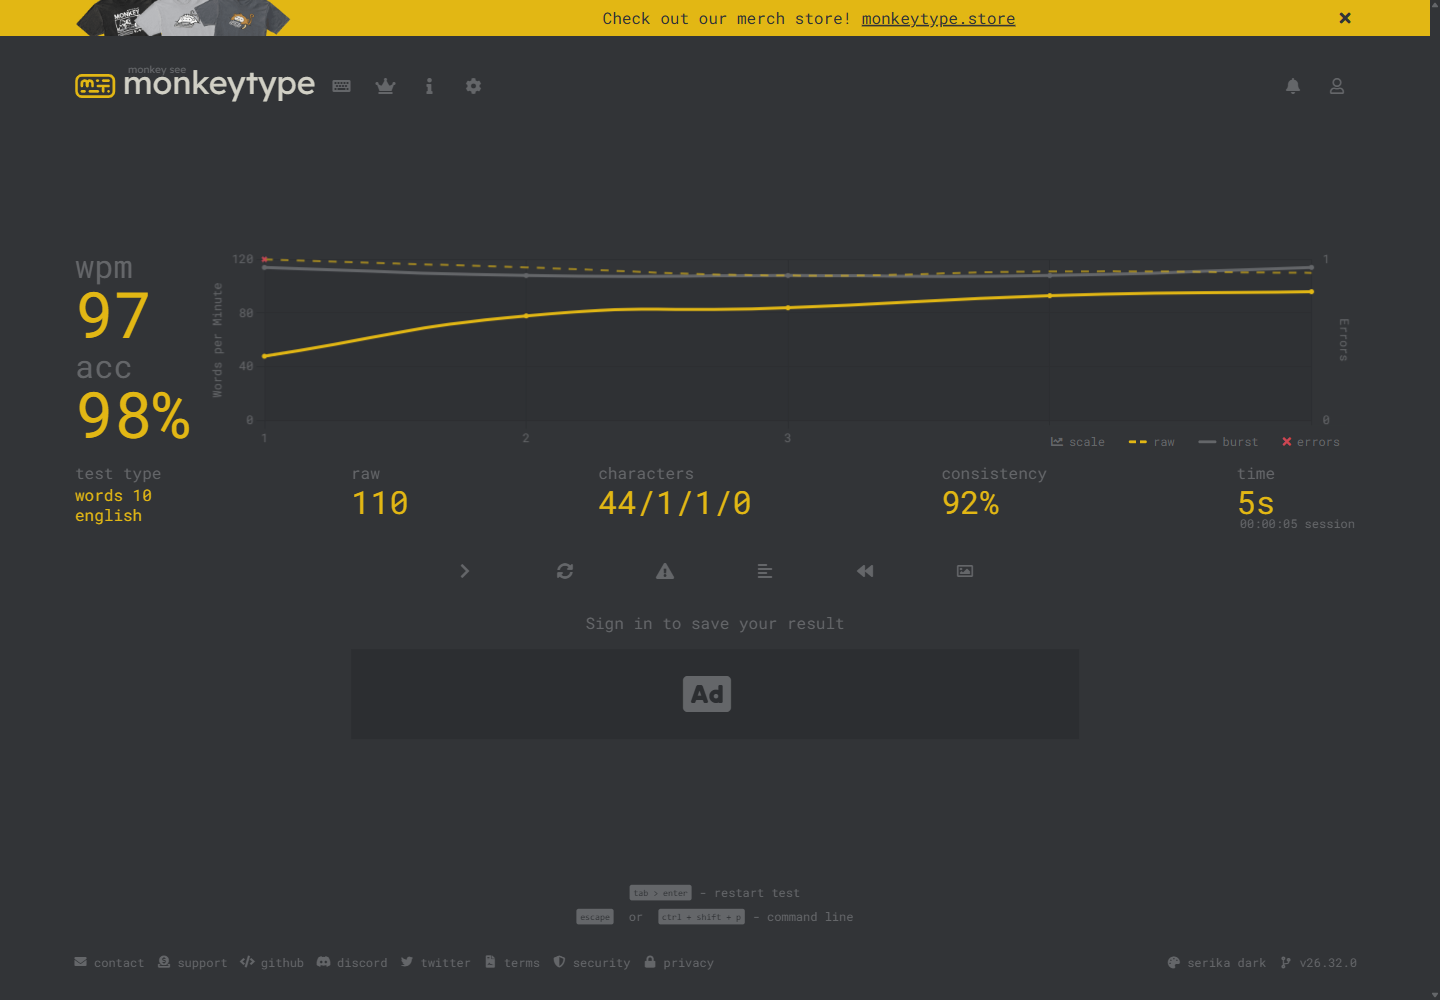 Check out our merch store! monkeytype.store
monkey see
monkeytype
wpm
97
acc
98%
Words per Minute
120
80
40
0
1
2
3
1
0
Errors
scale
raw
burst
errors
test type
words 10
english
raw
110
characters
44/1/1/0
consistency
92%
time
5s
00:00:05 session
Sign in to save your result
Ad
tab > enter - restart test
escape or ctrl + shift + p - command line
contact support github discord twitter terms security privacy
serika dark v26.32.0